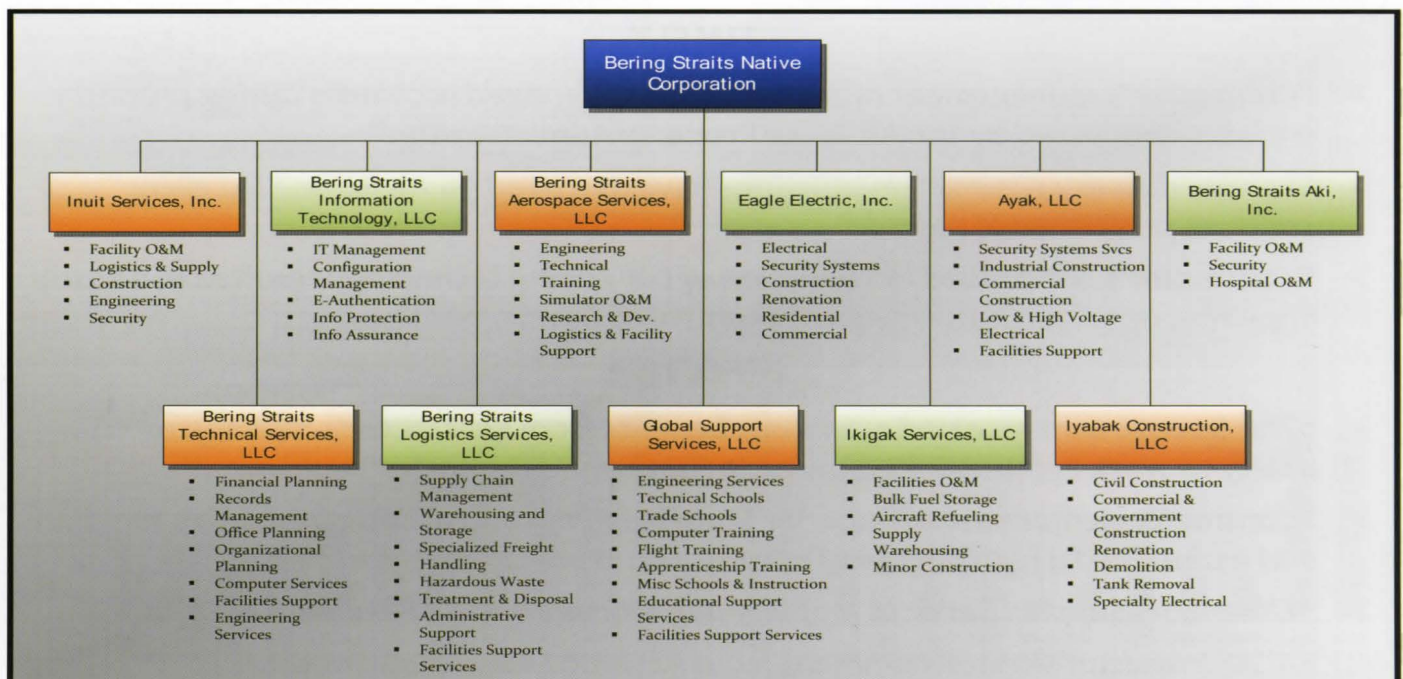 Bering Straits Native
Corporation
Inuit Services, Inc.
▪ Facility O&M
▪ Logistics & Supply
▪ Construction
▪ Engineering
▪ Security
Bering Straits
Information
Technology, LLC
▪ IT Management
▪ Configuration
Management
▪ E-Authentication
▪ Info Protection
▪ Info Assurance
Bering Straits
Aerospace Services,
LLC
▪ Engineering
▪ Technical
▪ Training
▪ Simulator O&M
▪ Research & Dev.
▪ Logistics & Facility
Support
Eagle Electric, Inc.
▪ Electrical
▪ Security Systems
▪ Construction
▪ Renovation
▪ Residential
▪ Commercial
Ayak, LLC
▪ Security Systems Svcs
▪ Industrial Construction
▪ Commercial
Construction
▪ Low & High Voltage
Electrical
▪ Facilities Support
Bering Straits Aki,
Inc.
▪ Facility O&M
▪ Security
▪ Hospital O&M
Bering Straits
Technical Services,
LLC
▪ Financial Planning
▪ Records
Management
▪ Office Planning
▪ Organizational
Planning
▪ Computer Services
▪ Facilities Support
▪ Engineering
Services
Bering Straits
Logistics Services,
LLC
▪ Supply Chain
Management
▪ Warehousing and
Storage
▪ Specialized Freight
▪ Handling
▪ Hazardous Waste
▪ Treatment & Disposal
▪ Administrative
Support
▪ Facilities Support
Services
Global Support
Services, LLC
▪ Engineering Services
▪ Technical Schools
▪ Trade Schools
▪ Computer Training
▪ Flight Training
▪ Apprenticeship Training
▪ Misc Schools & Instruction
▪ Educational Support
Services
▪ Facilities Support Services
Ikigak Services, LLC
▪ Facilities O&M
▪ Bulk Fuel Storage
▪ Aircraft Refueling
▪ Supply
Warehousing
▪ Minor Construction
Iyabak Construction,
LLC
▪ Civil Construction
▪ Commercial &
Government
Construction
▪ Renovation
▪ Demolition
▪ Tank Removal
▪ Specialty Electrical